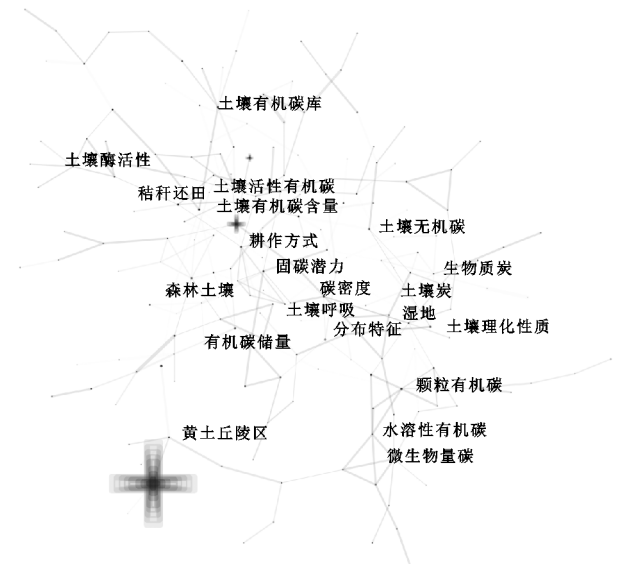 土壤有机碳库
土壤酶活性
土壤活性有机碳
秸秆还田
土壤有机碳含量
土壤无机碳
耕作方式
固碳潜力
生物质炭
森林土壤
碳密度
土壤炭
土壤呼吸
湿地
分布特征
土壤理化性质
有机碳储量
颗粒有机碳
黄土丘陵区
水溶性有机碳
微生物量碳